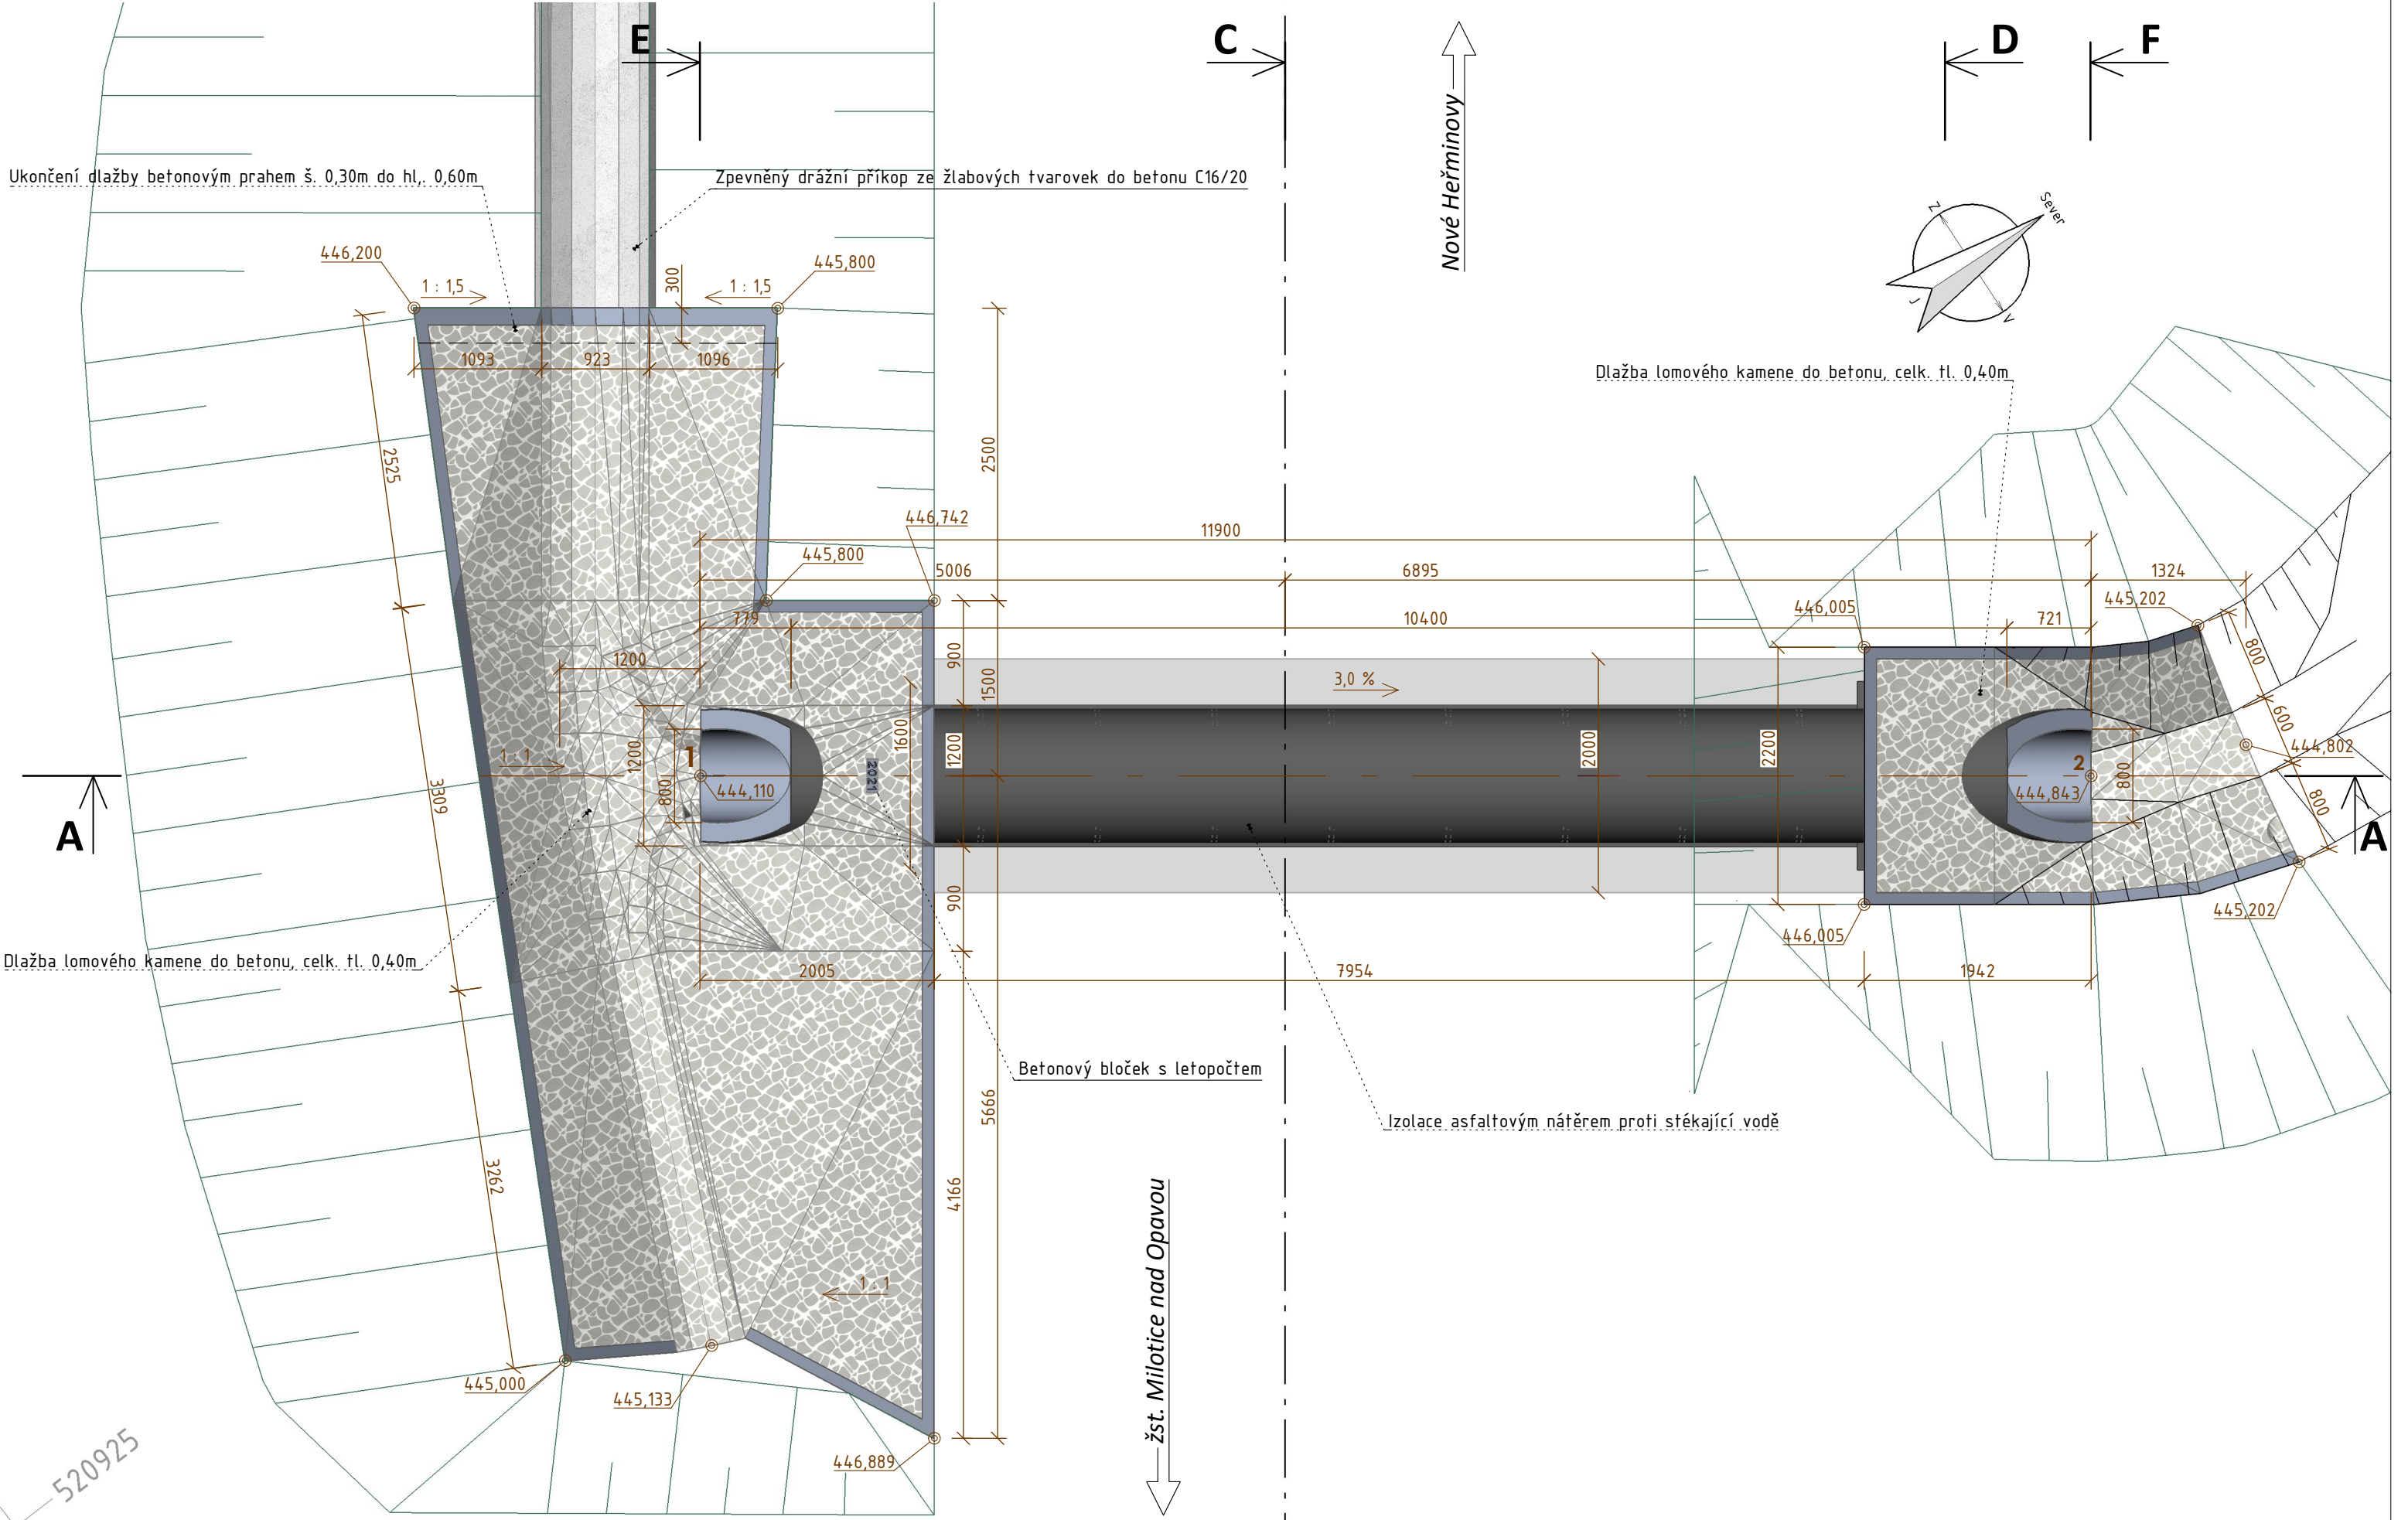 E
C
D
F
Nové Heřminovy
Sever
Z
J
V
Ukončení dlažby betonovým prahem š. 0,30m do hl,. 0,60m
Zpevněný drážní příkop ze žlabových tvarovek do betonu C16/20
446,200
1 : 1,5
300
1 : 1,5
445,800
1093
923
1096
Dlažba lomového kamene do betonu, celk. tl. 0,40m
2525
2500
446,742
11900
445,800
5006
6895
1324
446,005
445,202
779
10400
721
1200
900
1500
3,0 %
800
600
444,802
1600
1200
1200
2000
2200
1 : 1
1
2
800
444,110
2021
444,843
800
800
3309
A
A
900
446,005
445,202
Dlažba lomového kamene do betonu, celk. tl. 0,40m
2005
7954
1942
Betonový bloček s letopočtem
5666
Izolace asfaltovým nátěrem proti stékající vodě
3262
4166
žst. Milotice nad Opavou
1 : 1
445,000
445,133
446,889
520925